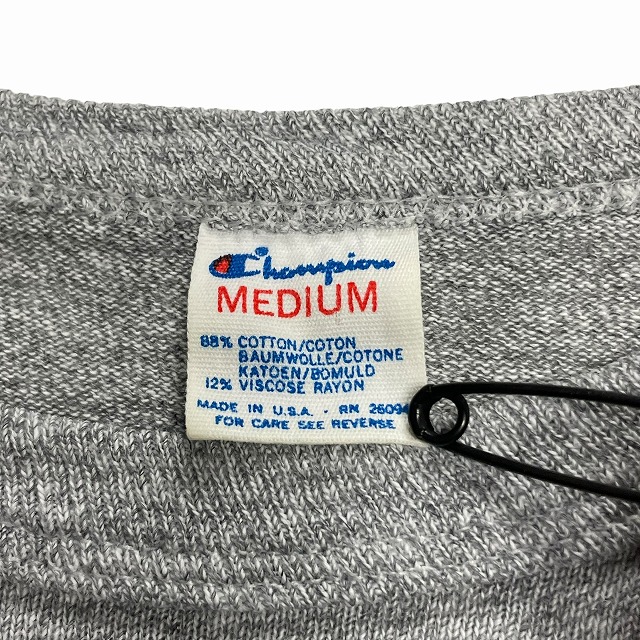 Champion
MEDIUM
88% COTTON/COTON
BAUMWOLLE/COTONE
KATOEN/BOMULD
12% VISCOSE RAYON
MADE IN U.S.A. - RN 26094
FOR CARE SEE REVERSE